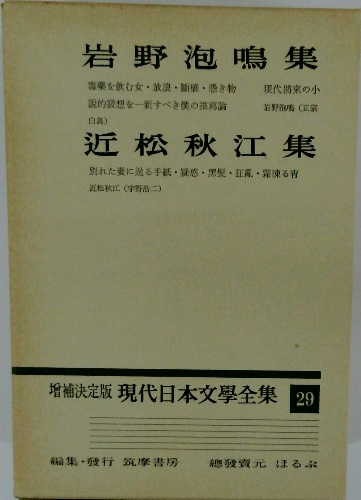 岩野泡鳴集
毒薬を飲む女・放浪・斷橋・憑き物　現代將來の小
說的發想を一新すべき僕の描寫論　岩野泡鳴（正宗
白鳥）
近松秋江集
別れた妻に送る手紙・疑惑・黑髮・狂亂・霜凍る宵
近松秋江（宇野浩二）
增補決定版 現代日本文學全集 29
編集・發行 筑摩書房　總發賣元 ほるぷ